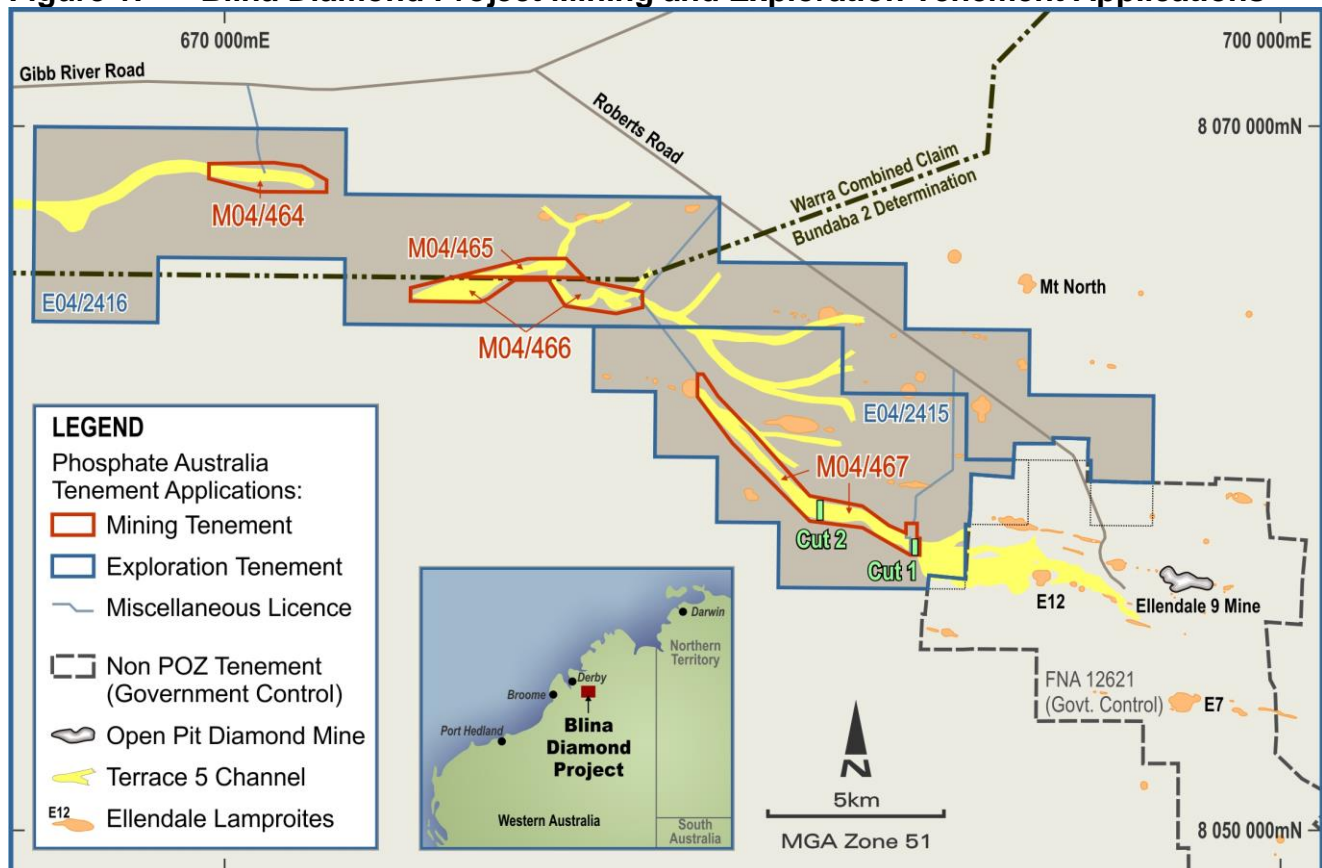 Figure 1: Blina Diamond Project Mining and Exploration Tenement Applications
670 000mE
700 000mE
Gibb River Road
Roberts Road
8 070 000mN
Warra Combined Claim
Bundaba 2 Determination
M04/464
M04/465
E04/2416
M04/466
Mt North
E04/2415
M04/467
Cut 2
Cut 1
E12
Ellendale 9 Mine
FNA 12621
(Govt. Control)
E7
LEGEND
Phosphate Australia
Tenement Applications:
Mining Tenement
Exploration Tenement
Miscellaneous Licence
Non POZ Tenement
(Government Control)
Open Pit Diamond Mine
Terrace 5 Channel
E12
Ellendale Lamproites
Darwin
Northern
Territory
Derby
Broome
Port Hedland
Blina
Diamond
Project
Western Australia
South
Australia
N
5km
MGA Zone 51
8 050 000mN